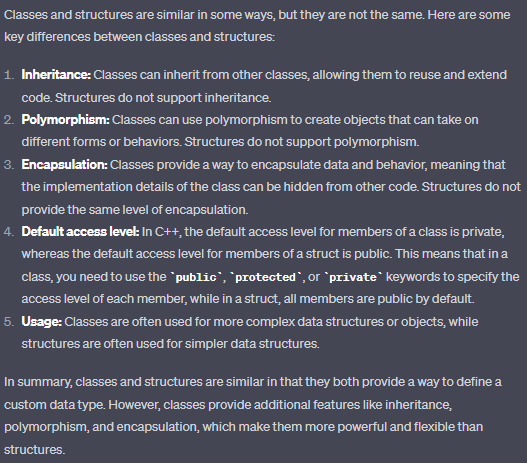 Classes and structures are similar in some ways, but they are not the same. Here are some
key differences between classes and structures:
1. Inheritance: Classes can inherit from other classes, allowing them to reuse and extend
code. Structures do not support inheritance.
2. Polymorphism: Classes can use polymorphism to create objects that can take on
different forms or behaviors. Structures do not support polymorphism.
3. Encapsulation: Classes provide a way to encapsulate data and behavior, meaning that
the implementation details of the class can be hidden from other code. Structures do not
provide the same level of encapsulation.
4. Default access level: In C++, the default access level for members of a class is private,
whereas the default access level for members of a struct is public. This means that in a
class, you need to use the `public`, `protected`, or `private` keywords to specify the
access level of each member, while in a struct, all members are public by default.
5. Usage: Classes are often used for more complex data structures or objects, while
structures are often used for simpler data structures.
In summary, classes and structures are similar in that they both provide a way to define a
custom data type. However, classes provide additional features like inheritance,
polymorphism, and encapsulation, which make them more powerful and flexible than
structures.